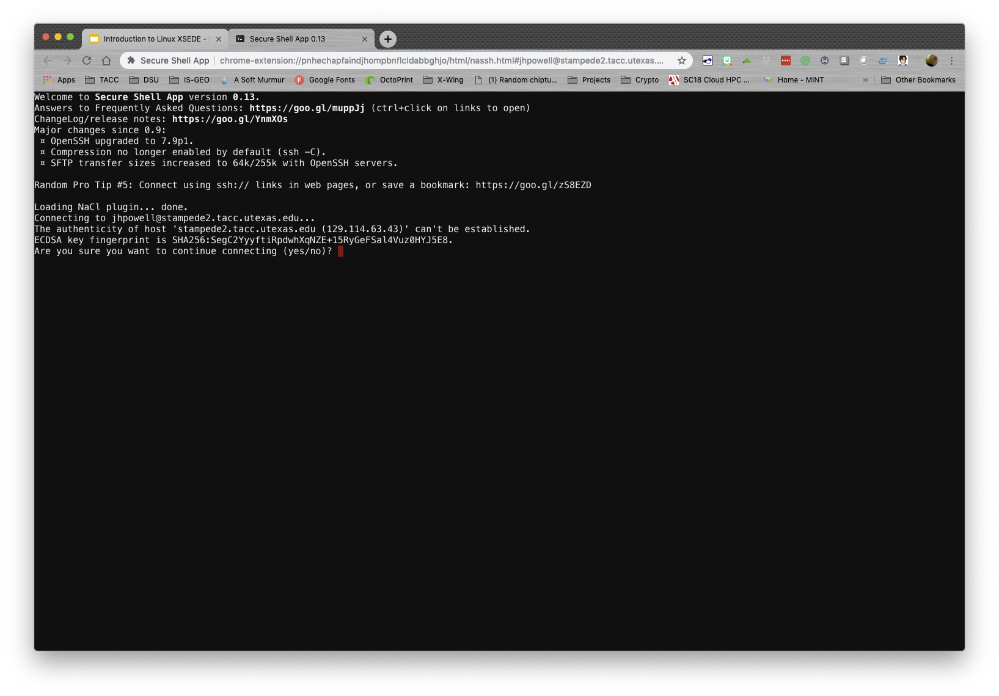 Introduction to Linux XSEDE -
Secure Shell App 0.13
Secure Shell App
chrome-extension://pnhechapfaindjhompbnflcldabbghjo/html/nassh.html#jhpowell@stampede2.tacc.utexas....
Apps
TACC
DSU
IS-GEO
A Soft Murmur
F
Google Fonts
OctoPrint
X-Wing
(1) Random chiptu...
Projects
Crypto
SC18 Cloud HPC ...
Home - MINT
»
Other Bookmarks
Welcome to Secure Shell App version 0.13.
Answers to Frequently Asked Questions: https://goo.gl/muppJj (ctrl+click on links to open)
ChangeLog/release notes: https://goo.gl/YnmXOs
Major changes since 0.9:
¤ OpenSSH upgraded to 7.9p1.
¤ Compression no longer enabled by default (ssh -C).
¤ SFTP transfer sizes increased to 64k/255k with OpenSSH servers.
Random Pro Tip #5: Connect using ssh:// links in web pages, or save a bookmark: https://goo.gl/zS8EZD
Loading NaCl plugin... done.
Connecting to jhpowell@stampede2.tacc.utexas.edu...
The authenticity of host 'stampede2.tacc.utexas.edu (129.114.63.43)' can't be established.
ECDSA key fingerprint is SHA256:SegC2YyyftiRpdwhXqNZE+15RyGeFSal4Vuz0HYJ5E8.
Are you sure you want to continue connecting (yes/no)?